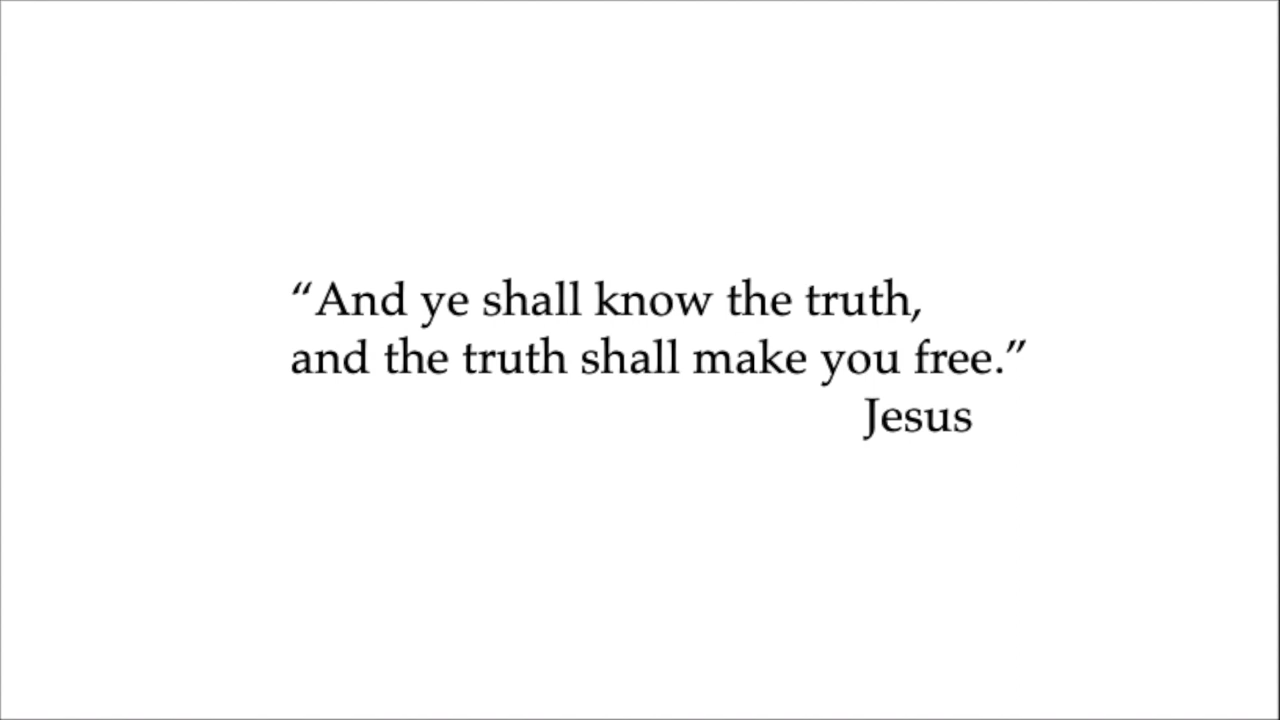 “And ye shall know the truth,
and the truth shall make you free.”
Jesus